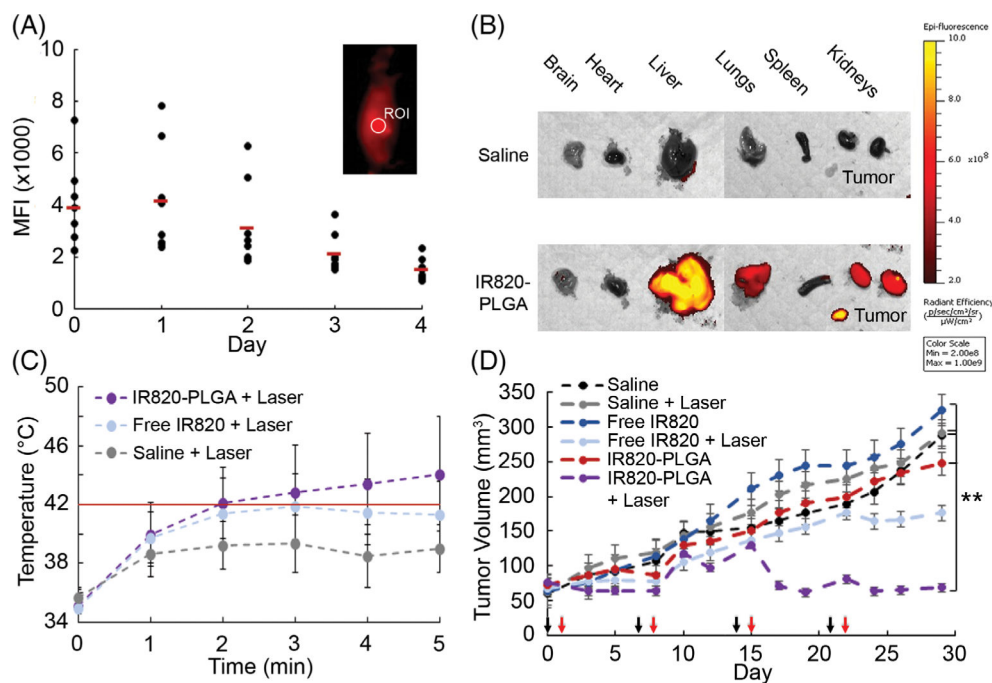 (A)
10
8
6
4
2
0
MFI (x1000)
ROI
0 1 2 3 4
Day
(B)
Brain Heart Liver Lungs Spleen Kidneys
Saline
Tumor
IR820-
PLGA
Tumor
Epi-fluorescence
10.0
8.0
6.0 x10⁸
4.0
2.0
Radiant Efficiency
(p/sec/cm²/sr / µW/cm²)
Color Scale
Min = 2.00e8
Max = 1.00e9
(C)
50
46
42
38
34
Temperature (°C)
IR820-PLGA + Laser
Free IR820 + Laser
Saline + Laser
0 1 2 3 4 5
Time (min)
(D)
350
300
250
200
150
100
50
0
Tumor Volume (mm³)
Saline
Saline + Laser
Free IR820
Free IR820 + Laser
IR820-PLGA
IR820-PLGA
+ Laser
**
0 5 10 15 20 25 30
Day